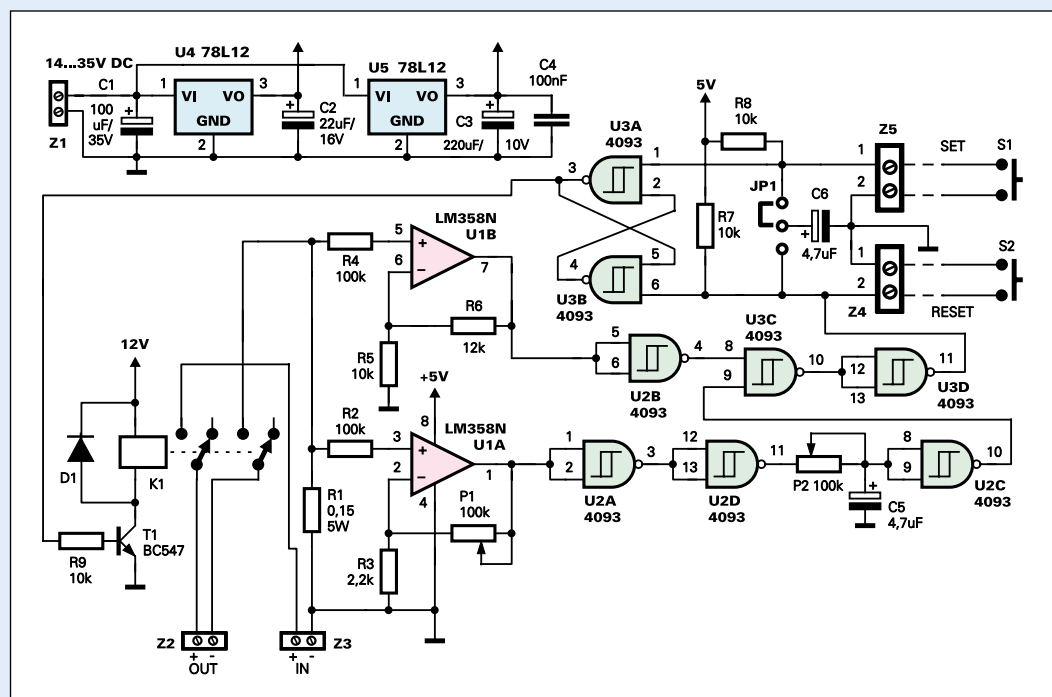 14...35V DC
U4 78L12
U5 78L12
C4
100nF
C1
100
uF/
35V
Z1
1
VI
VO
3
GND
2
+
C2
22uF/
16V
1
VI
VO
3
GND
2
+
C3
220uF/
10V
5V
R8
10k
U3A
4093
3
1
2
Z5
1
2
SET
S1
JP1
C6
+
4,7uF
R7
10k
4
5
6
U3B
4093
1
2
Z4
S2
RESET
LM358N
U1B
R4
100k
5
+
6
–
7
R6
12k
R5
10k
5
6
4
U2B
4093
U3C
4093
8
9
10
12
13
11
U3D
4093
12V
D1
K1
T1
BC547
R9
10k
+5V
8
LM358N
U1A
R2
100k
3
+
2
–
1
4
P1
100k
R1
0,15
5W
R3
2,2k
1
2
3
U2A
4093
12
13
11
U2D
4093
P2 100k
+
C5
4,7uF
8
9
10
U2C
4093
Z2
+ -
OUT
Z3
+ -
IN